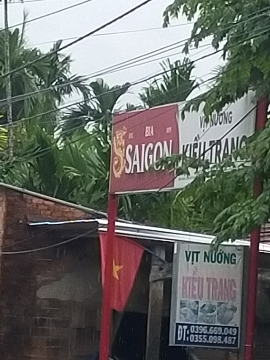 BIA
SAIGON
VỊT NƯỚNG
KIỀU TRANG
VỊT NƯỚNG
KIỀU TRANG
ĐT: 0396.669.049
0355.098.487